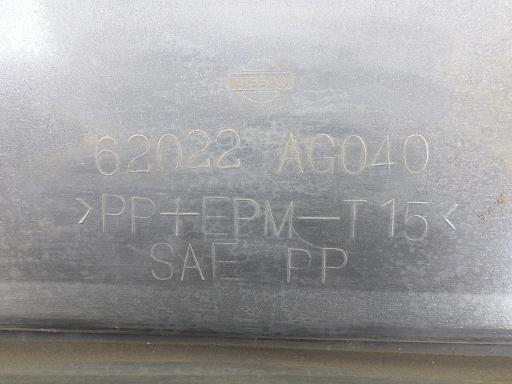 NISSAN
62022 AG040
>PP+EPM-T15<
SAE PP